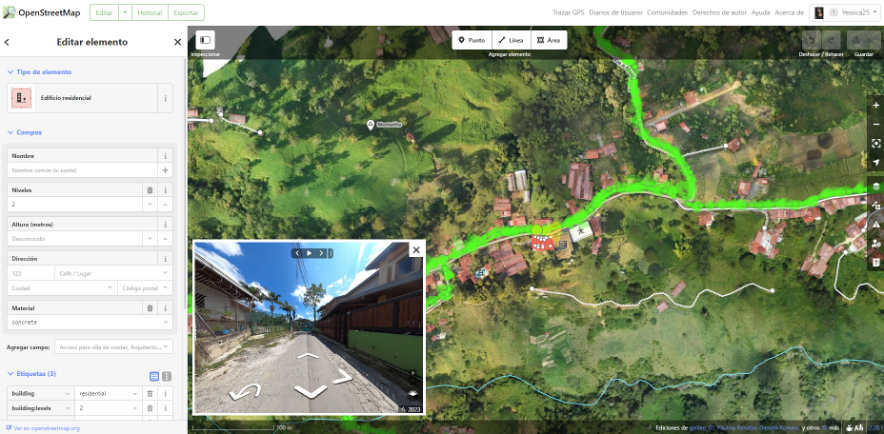 OpenStreetMap
Editar
Historial
Exportar
Trazas GPS Diarios de usuario Comunidades Derechos de autor Ayuda Acerca de
1
Yessica25
Editar elemento
Inspeccionar
Punto
Línea
Área
Agregar elemento
Deshacer / Rehacer
Guardar
Tipo de elemento
Edificio residencial
Campos
Nombre
Nombre común (si existe)
Niveles
2
Altura (metros)
Desconocido
Dirección
123
Calle / Lugar
Ciudad
Código postal
Material
concrete
Agregar campo:
Acceso para silla de ruedas, Arquitecto,...
Etiquetas (3)
building
residential
building:levels
2
Ver en openstreetmap.org
2023
100 m
Ediciones de
y otros
más